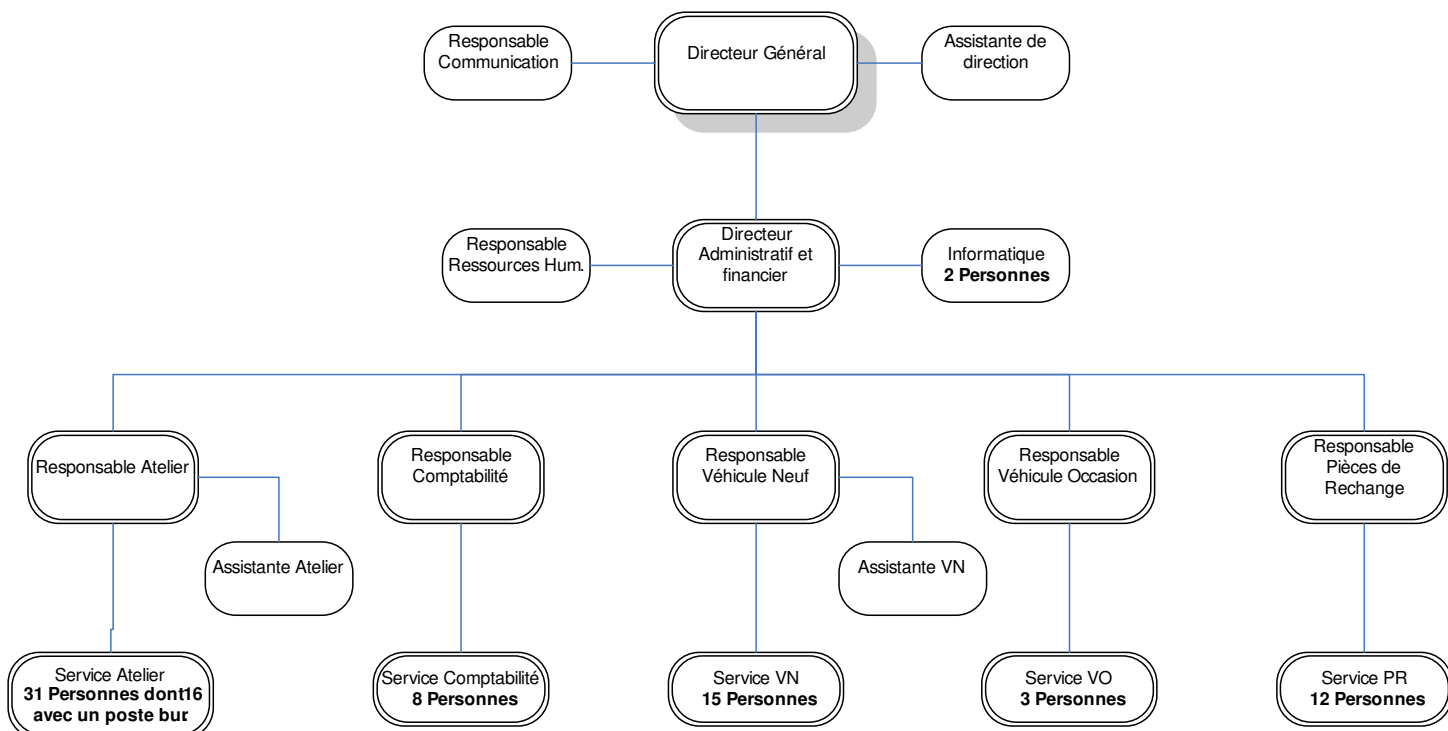 Responsable
Communication
Directeur Général
Assistante de
direction
Responsable
Ressources Hum.
Directeur
Administratif et
financier
Informatique
2 Personnes
Responsable Atelier
Responsable
Comptabilité
Responsable
Véhicule Neuf
Responsable
Véhicule Occasion
Responsable
Pièces de
Rechange
Assistante Atelier
Assistante VN
Service Atelier
31 Personnes dont16
avec un poste bur
Service Comptabilité
8 Personnes
Service VN
15 Personnes
Service VO
3 Personnes
Service PR
12 Personnes